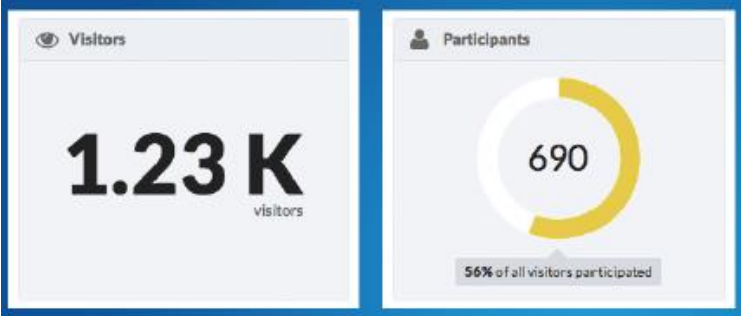 Visitors
1.23 K
visitors
Participants
690
56% of all visitors participated